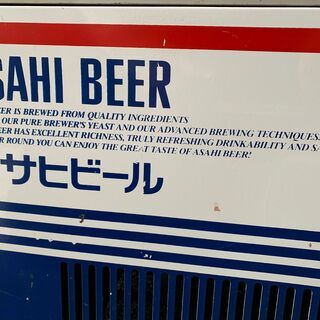 SAHI BEER
EER IS BREWED FROM QUALITY INGREDIENTS
OUR PURE BREWER'S YEAST AND OUR ADVANCED BREWING TECHNIQUES.
EER HAS EXCELLENT RICHNESS, TRULY REFRESHING DRINKABILITY AND S
R ROUND YOU CAN ENJOY THE GREAT TASTE OF ASAHI BEER!
サヒビール